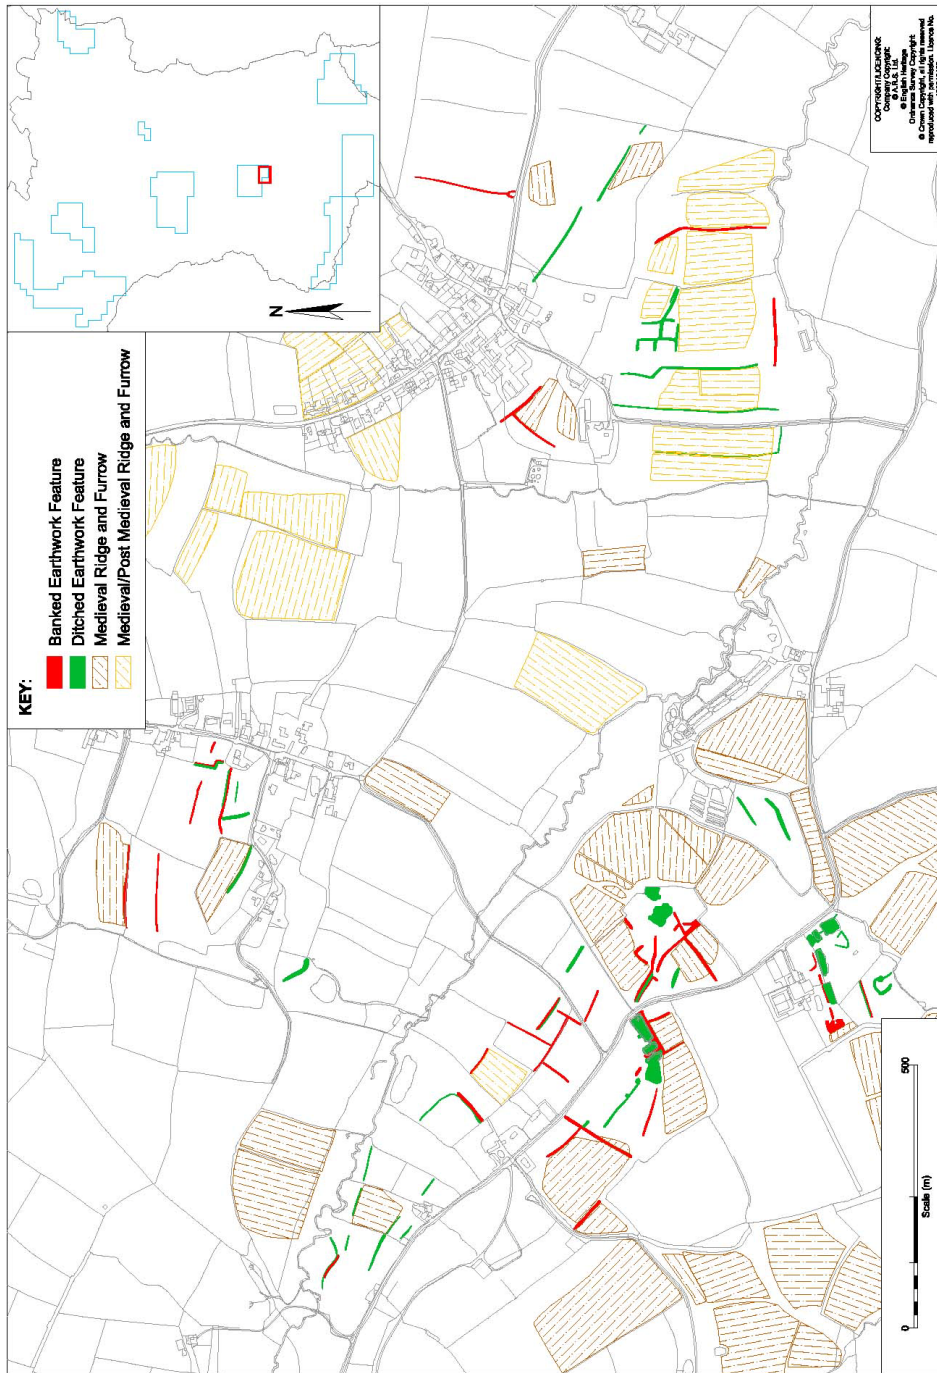 KEY:
Banked Earthwork Feature
Ditched Earthwork Feature
Medieval Ridge and Furrow
Medieval/Post Medieval Ridge and Furrow
N
COPYRIGHT/LICENCING:
Company Copyright:
© A.R.S. Ltd.
© English Heritage
Ordnance Survey Copyright:
© Crown Copyright, all rights reserved
reproduced with permission. Licence No.
0
500
Scale (m)